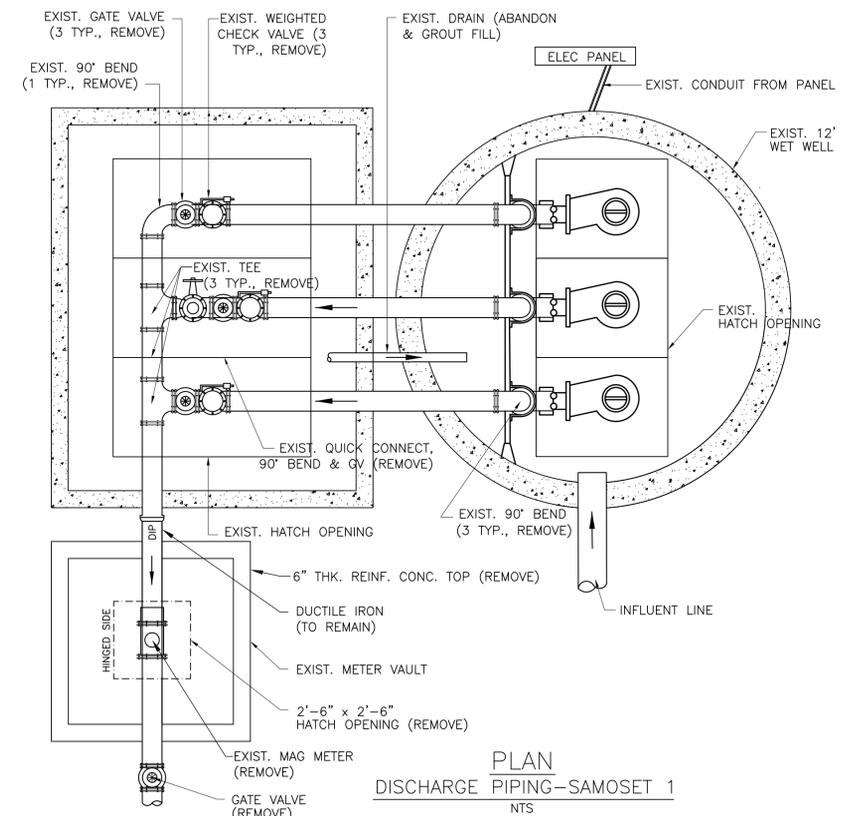 EXIST. GATE VALVE
(3 TYP., REMOVE)
EXIST. WEIGHTED
CHECK VALVE (3
TYP., REMOVE)
EXIST. DRAIN (ABANDON
& GROUT FILL)
ELEC PANEL
EXIST. 90° BEND
(1 TYP., REMOVE)
EXIST. CONDUIT FROM PANEL
EXIST. 12'
WET WELL
EXIST. TEE
(3 TYP., REMOVE)
EXIST.
HATCH OPENING
EXIST. QUICK CONNECT,
90° BEND & GV (REMOVE)
EXIST. 90° BEND
(3 TYP., REMOVE)
EXIST. HATCH OPENING
DIP
6" THK. REINF. CONC. TOP (REMOVE)
DUCTILE IRON
(TO REMAIN)
INFLUENT LINE
HINGED SIDE
EXIST. METER VAULT
2'-6" x 2'-6"
HATCH OPENING (REMOVE)
EXIST. MAG METER
(REMOVE)
GATE VALVE
(REMOVE)
PLAN
DISCHARGE PIPING-SAMOSET 1
NTS